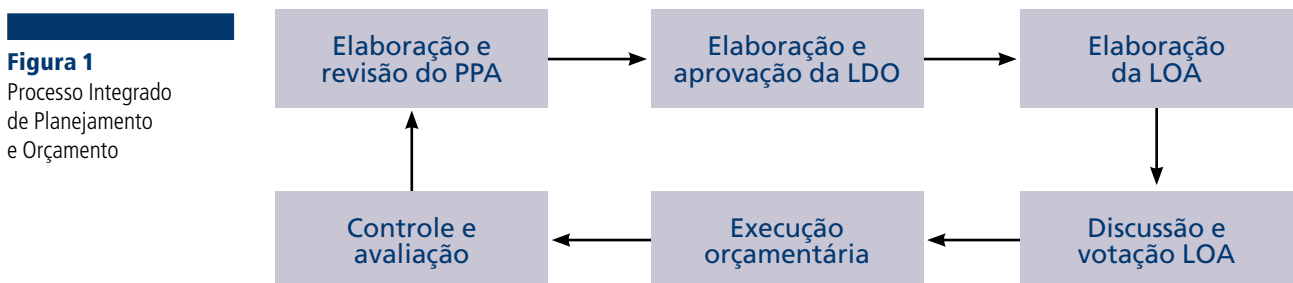 Figura 1
Processo Integrado
de Planejamento
e Orçamento
Elaboração e
revisão do PPA
Elaboração e
aprovação da LDO
Elaboração
da LOA
Controle e
avaliação
Execução
orçamentária
Discussão e
votação LOA